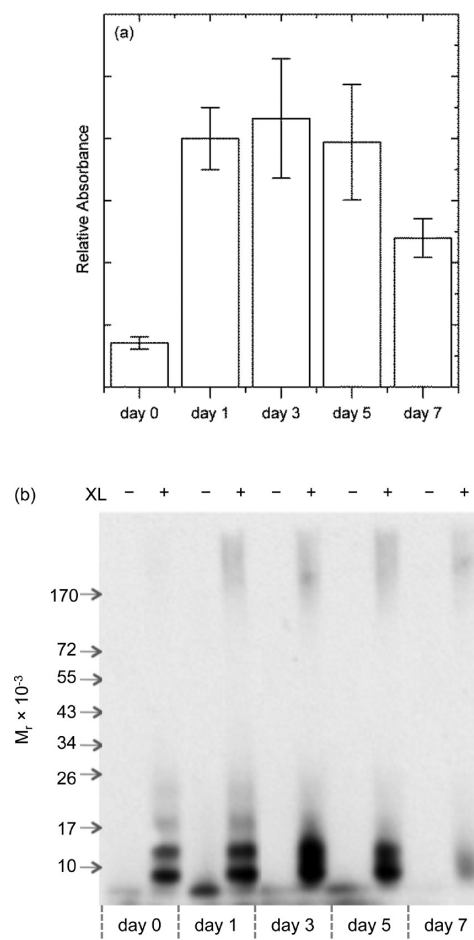 (a)
Relative Absorbance
day 0 day 1 day 3 day 5 day 7
(b) XL − + − + − + − + − +
170
72
55
43
34
26
17
10
Mr × 10-3
day 0 day 1 day 3 day 5 day 7